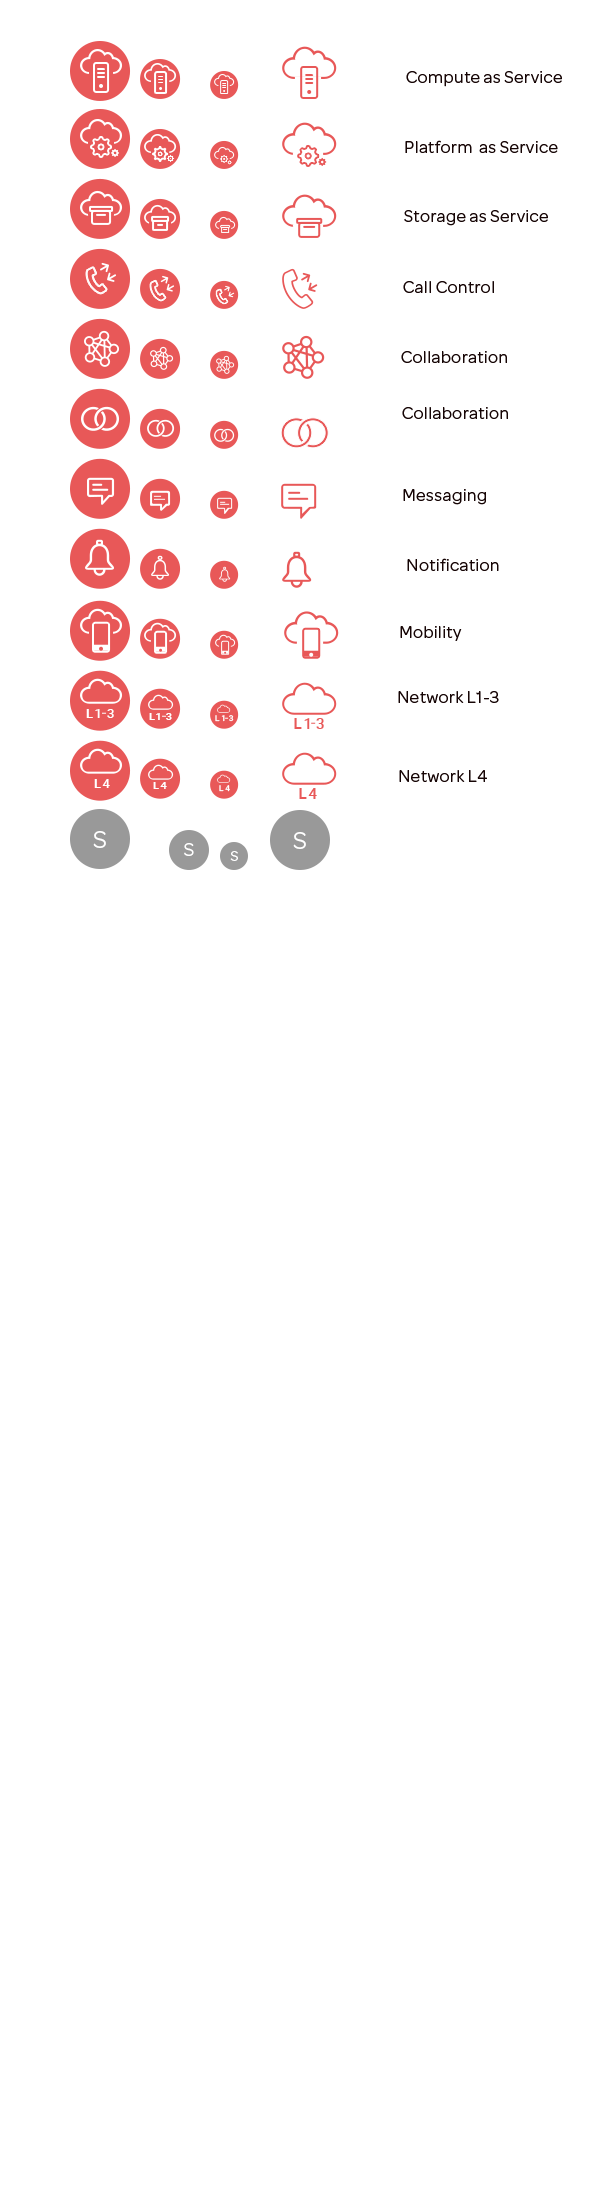 Compute as Service
Platform as Service
Storage as Service
Call Control
Collaboration
Collaboration
Messaging
Notification
Mobility
L1-3 L1-3 L1-3 L1-3 Network L1-3
L4 L4 L4 L4 Network L4
S S S S